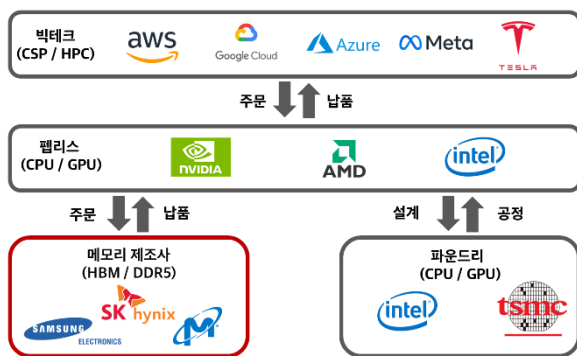 빅테크
(CSP / HPC)
aws
Google Cloud
Azure
Meta
TESLA
주문
납품
펩리스
(CPU / GPU)
NVIDIA
AMD
intel
주문
납품
설계
공정
메모리 제조사
(HBM / DDR5)
SK hynix
SAMSUNG
ELECTRONICS
파운드리
(CPU / GPU)
intel
tsmc